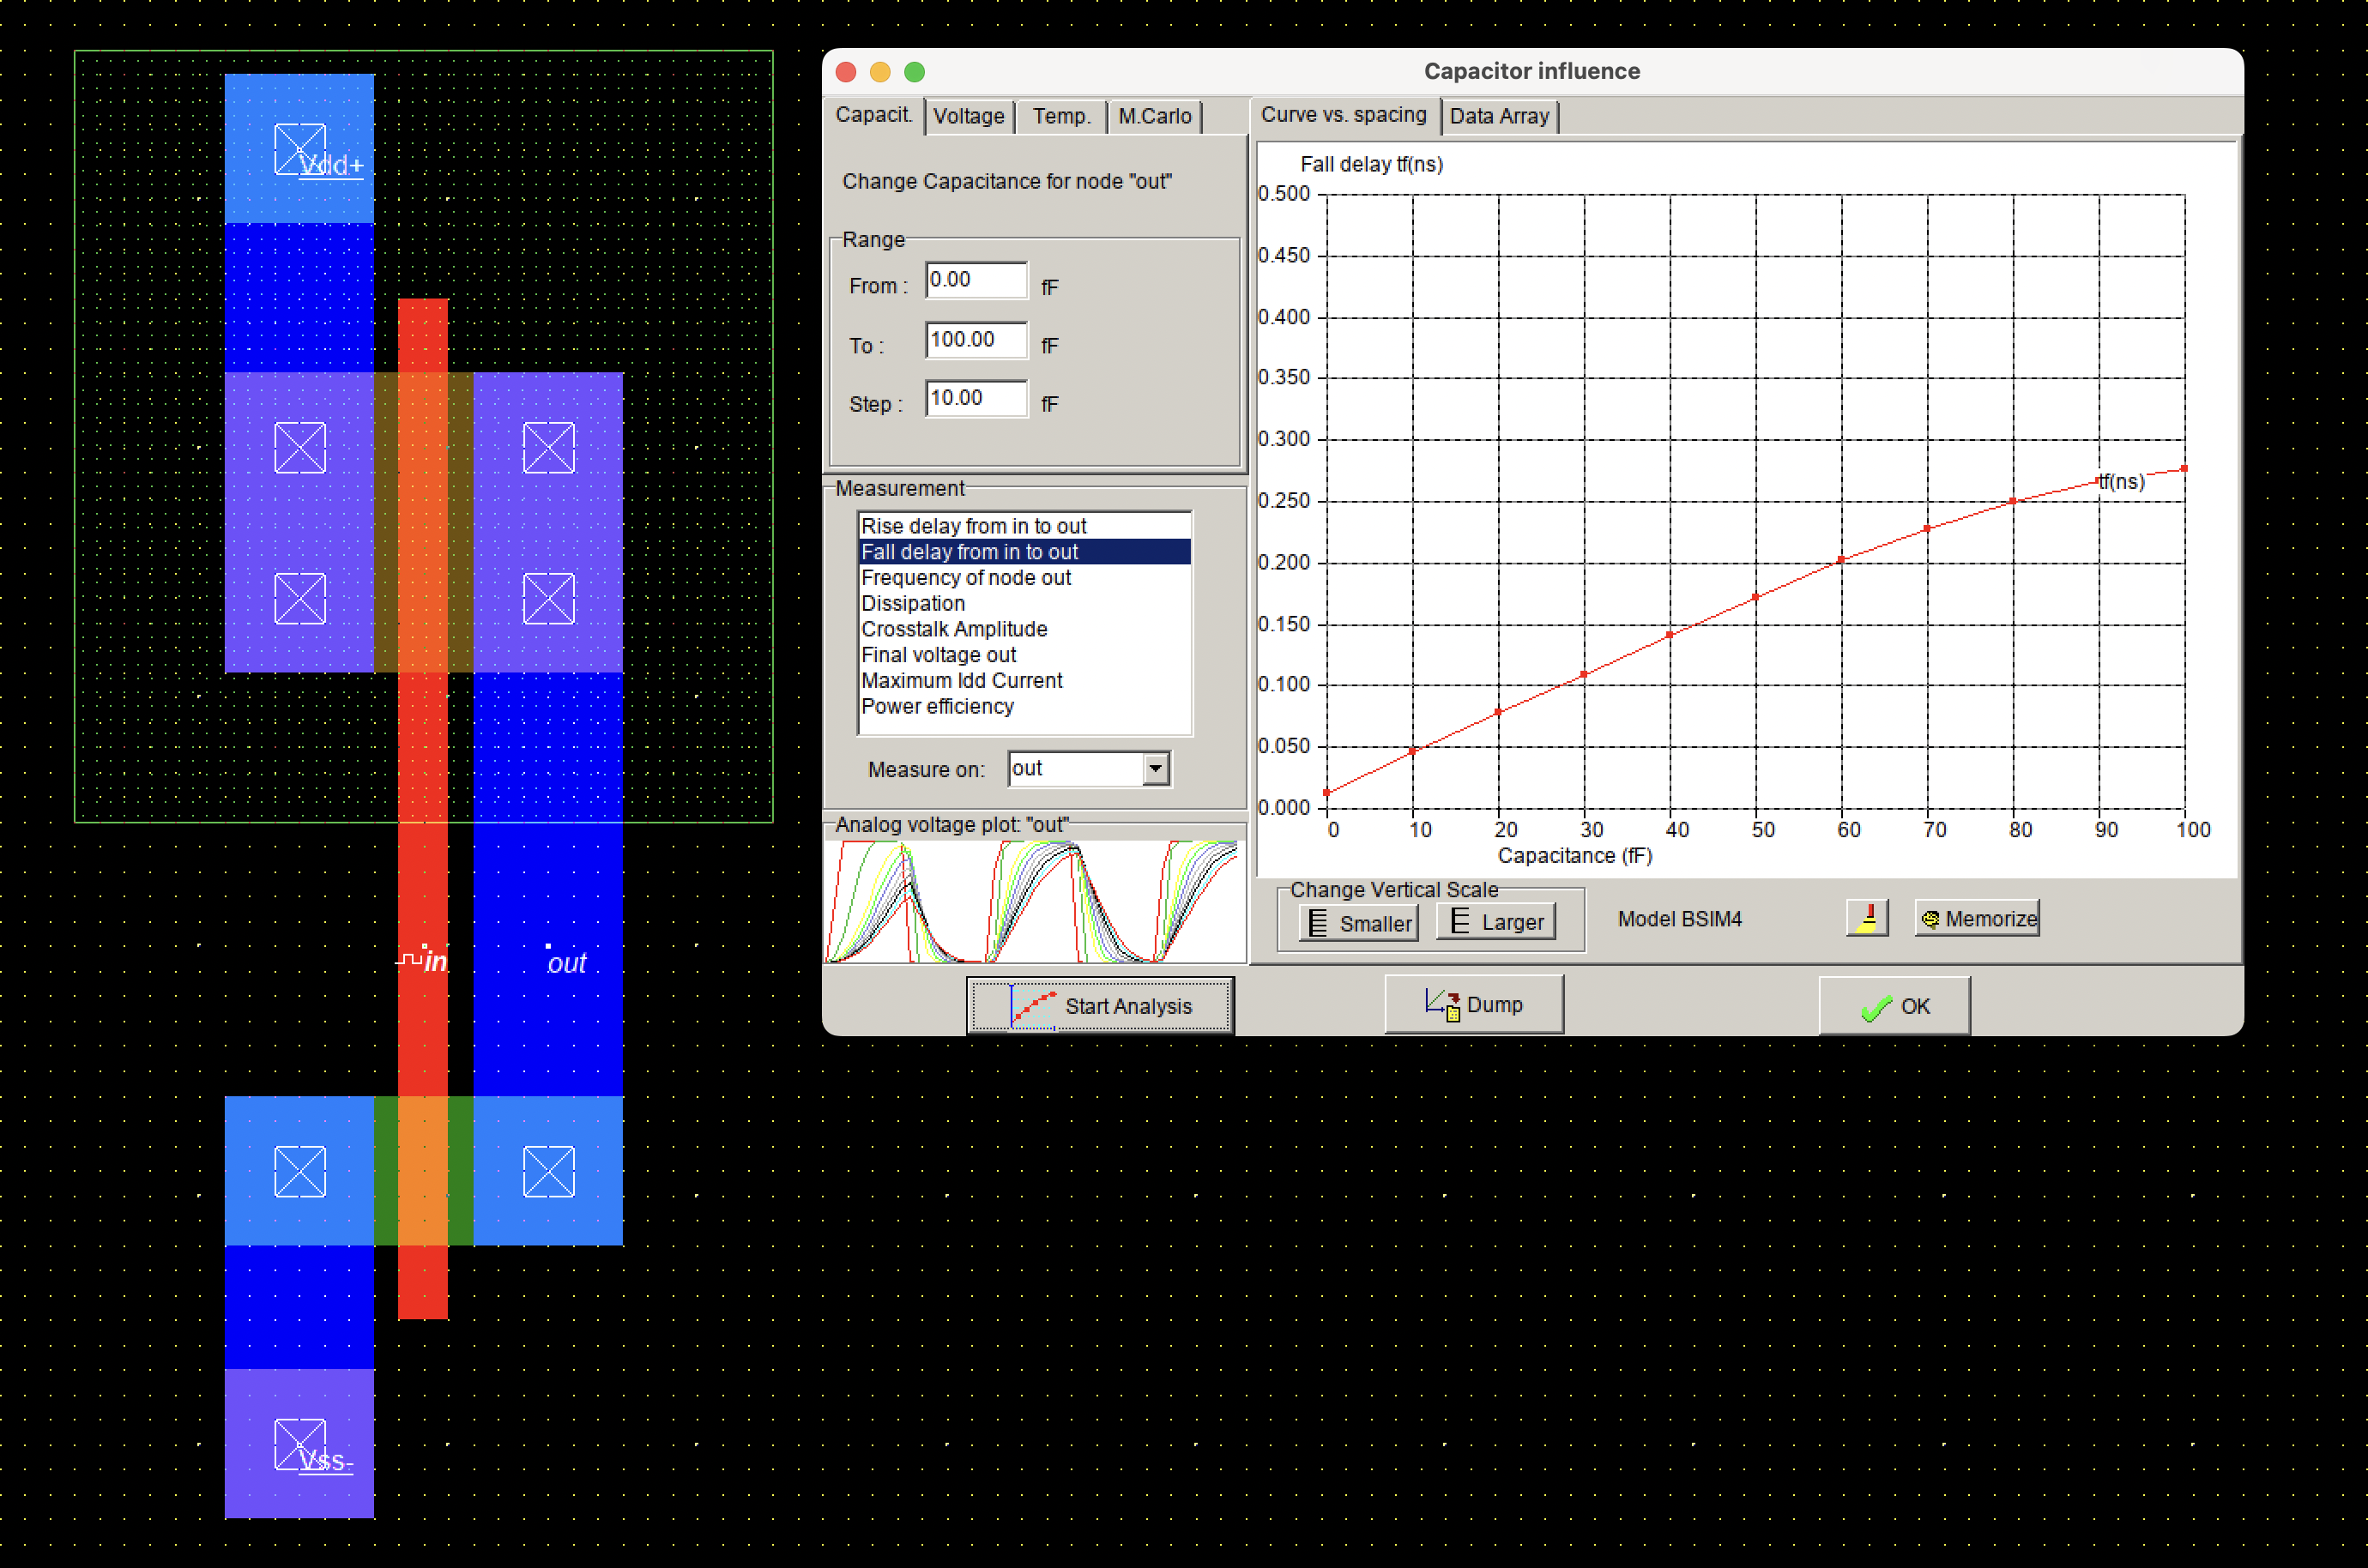 Vdd+
in
out
Vss-
Capacitor influence
Capacit.
Voltage
Temp.
M.Carlo
Change Capacitance for node "out"
Range
From :
0.00
fF
To :
100.00
fF
Step :
10.00
fF
Measurement
Rise delay from in to out
Fall delay from in to out
Frequency of node out
Dissipation
Crosstalk Amplitude
Final voltage out
Maximum Idd Current
Power efficiency
Measure on:
out
Analog voltage plot: "out"
Curve vs. spacing
Data Array
Fall delay tf(ns)
0.500
0.450
0.400
0.350
0.300
0.250
0.200
0.150
0.100
0.050
0.000
tf(ns)
0 10 20 30 40 50 60 70 80 90 100
Capacitance (fF)
Change Vertical Scale
Smaller
Larger
Model BSIM4
Memorize
Start Analysis
Dump
OK